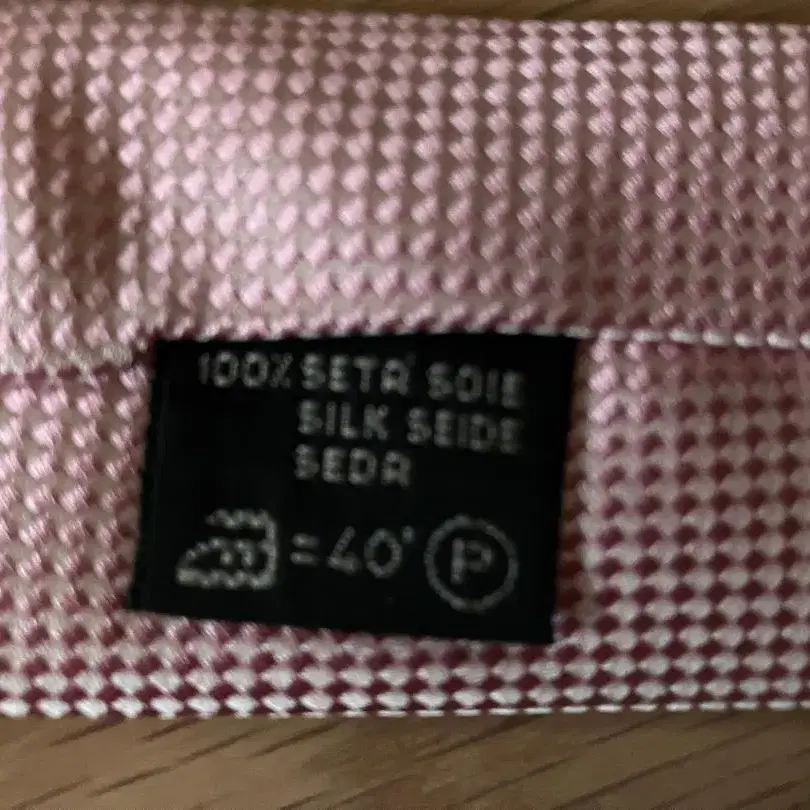 100% SETA SOIE
SILK SEIDE
SEDA
=40°
P